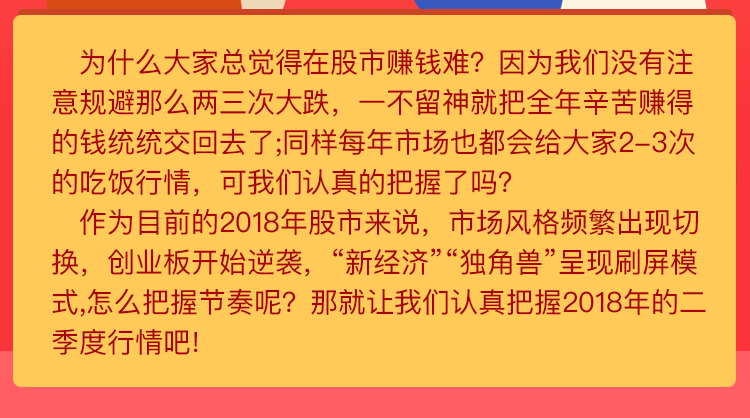 为什么大家总觉得在股市赚钱难？因为我们没有注
意规避那么两三次大跌，一不留神就把全年辛苦赚得
的钱统统交回去了;同样每年市场也都会给大家2-3次
的吃饭行情，可我们认真的把握了吗？
作为目前的2018年股市来说，市场风格频繁出现切
换，创业板开始逆袭，“新经济”“独角兽”呈现刷屏模
式,怎么把握节奏呢？那就让我们认真把握2018年的二
季度行情吧!